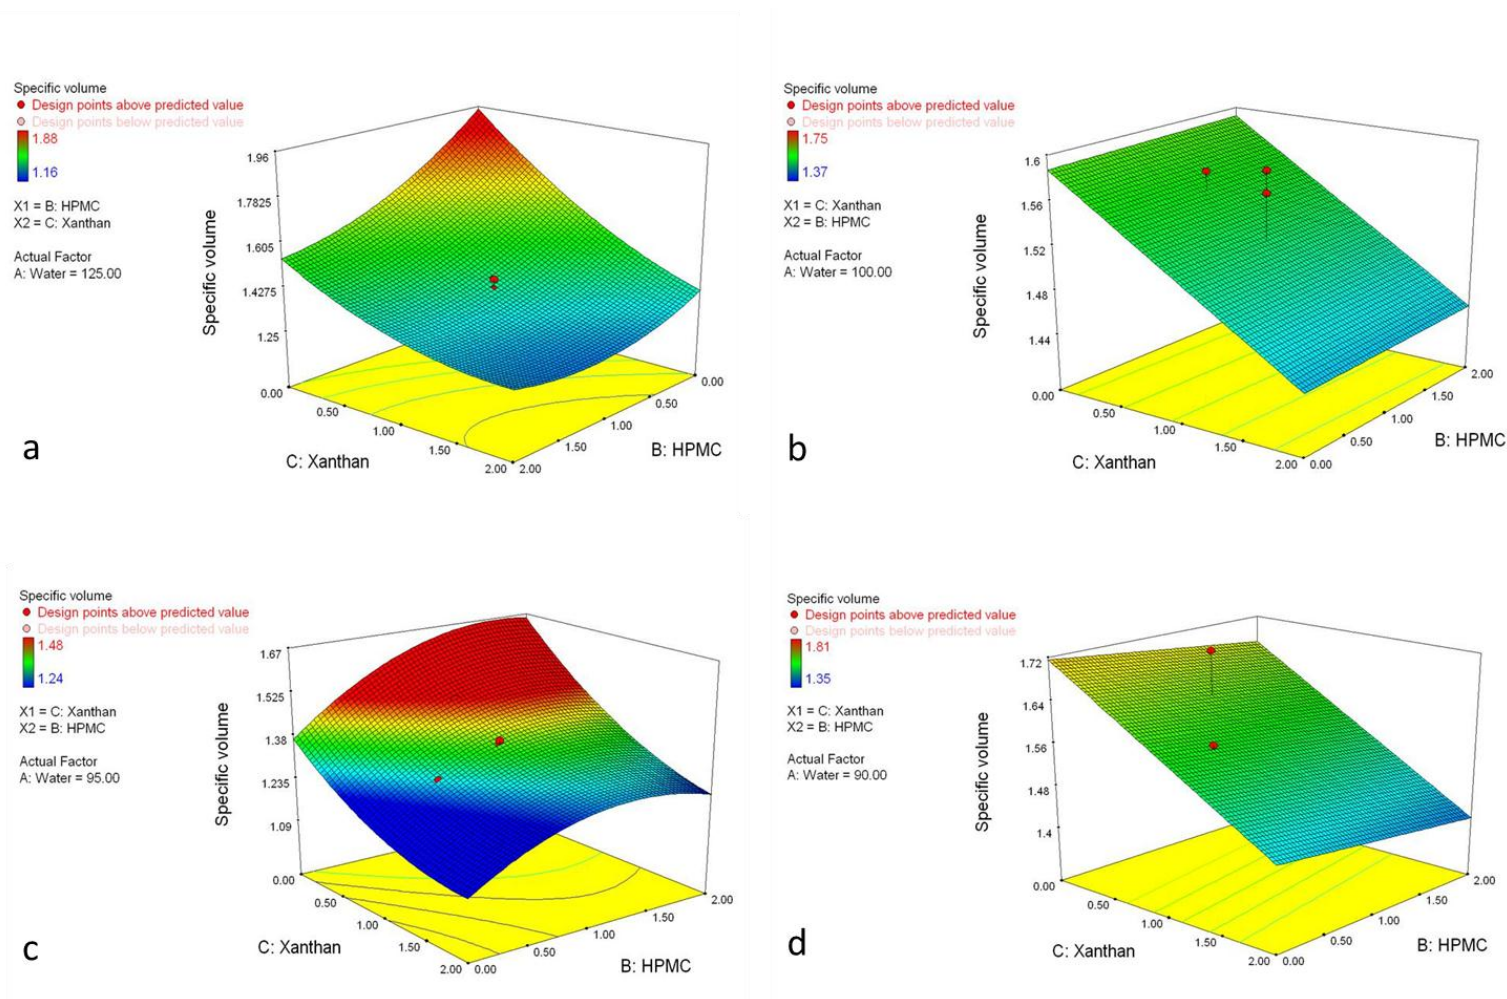 Specific volume
Design points above predicted value
Design points below predicted value
1.88
1.16
X1 = B: HPMC
X2 = C: Xanthan
Actual Factor
A: Water = 125.00
1.96
1.7825
1.605
1.4275
1.25
Specific volume
0.00
0.50
1.00
1.50
2.00
C: Xanthan
2.00
1.50
1.00
0.50
0.00
B: HPMC
a
Specific volume
Design points above predicted value
Design points below predicted value
1.75
1.37
X1 = C: Xanthan
X2 = B: HPMC
Actual Factor
A: Water = 100.00
1.6
1.56
1.52
1.48
1.44
Specific volume
0.00
0.50
1.00
1.50
2.00
C: Xanthan
0.00
0.50
1.00
1.50
2.00
B: HPMC
b
Specific volume
Design points above predicted value
Design points below predicted value
1.48
1.24
X1 = C: Xanthan
X2 = B: HPMC
Actual Factor
A: Water = 95.00
1.67
1.525
1.38
1.235
1.09
Specific volume
0.00
0.50
1.00
1.50
2.00
C: Xanthan
0.00
0.50
1.00
1.50
2.00
B: HPMC
c
Specific volume
Design points above predicted value
Design points below predicted value
1.81
1.35
X1 = C: Xanthan
X2 = B: HPMC
Actual Factor
A: Water = 90.00
1.72
1.64
1.56
1.48
1.4
Specific volume
0.00
0.50
1.00
1.50
2.00
C: Xanthan
0.00
0.50
1.00
1.50
2.00
B: HPMC
d